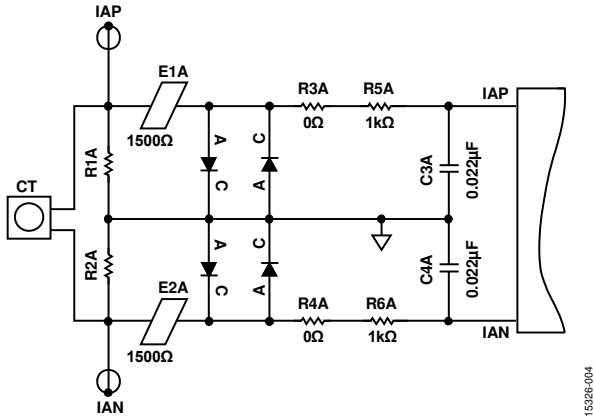 IAP
E1A
1500Ω
R3A
0Ω
R5A
1kΩ
IAP
A
C
C
A
R1A
C3A
0.022µF
CT
R2A
A
C
C
A
C4A
0.022µF
E2A
1500Ω
R4A
0Ω
R6A
1kΩ
IAN
IAN
15326-004